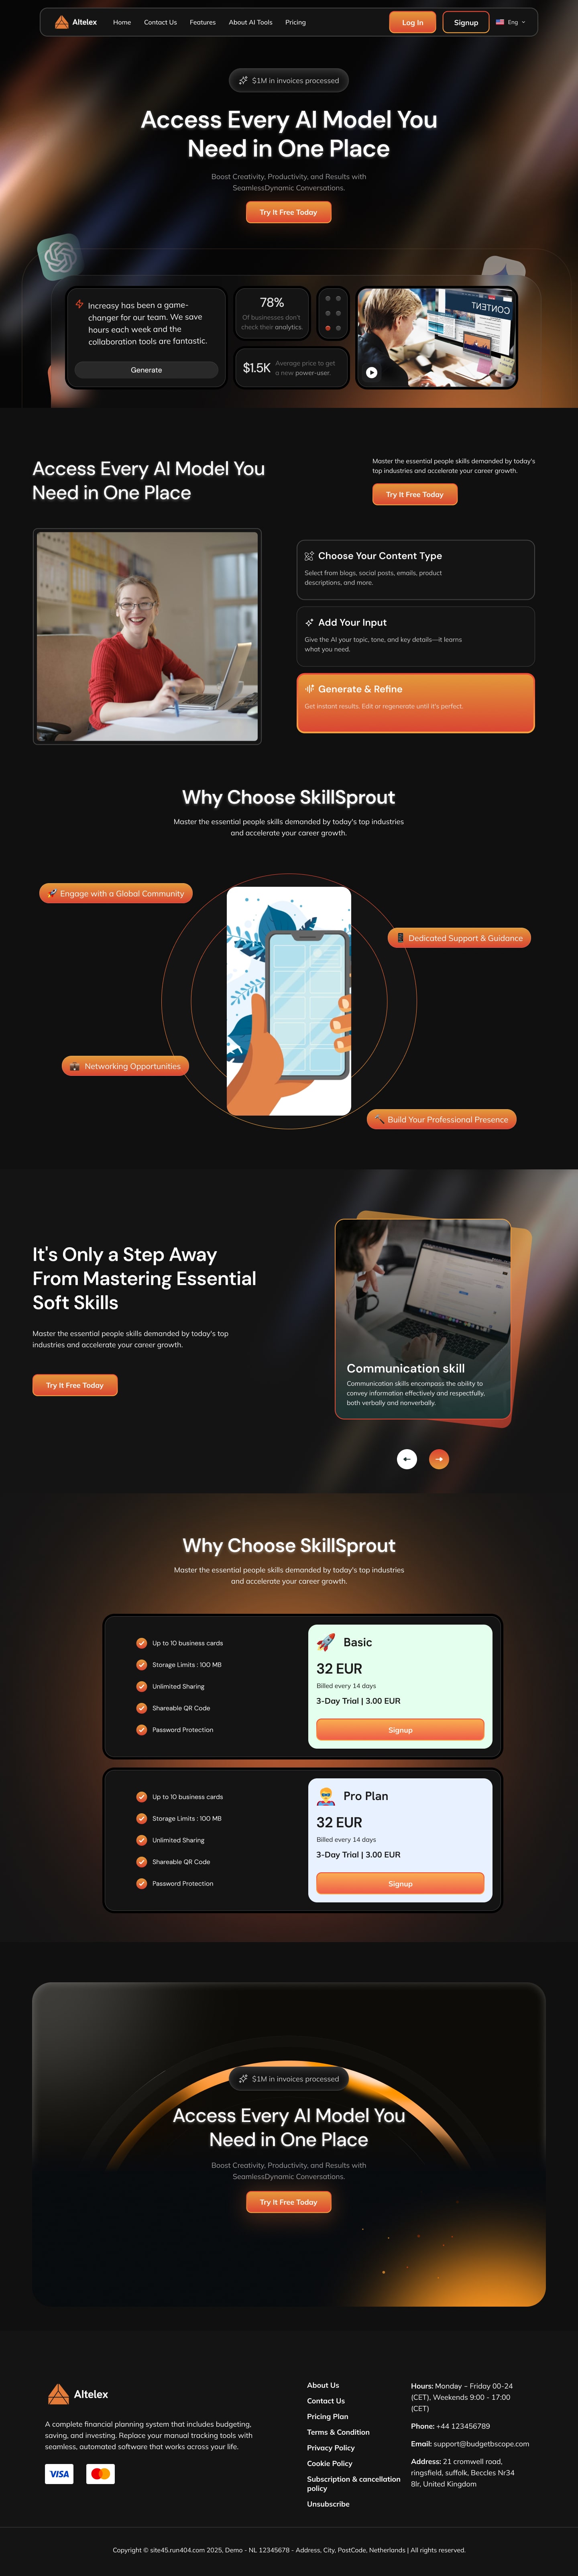 AItelex
Home
Contact Us
Features
About AI Tools
Pricing
Log In
Signup
Eng
$1M in invoices processed
Access Every AI Model You
Need in One Place
Boost Creativity, Productivity, and Results with
SeamlessDynamic Conversations.
Try It Free Today
Increasy has been a game-
changer for our team. We save
hours each week and the
collaboration tools are fantastic.
Generate
78%
Of businesses don't
check their analytics.
$1.5K
Average price to get
a new power-user.
CONTENT
Access Every AI Model You
Need in One Place
Master the essential people skills demanded by today's
top industries and accelerate your career growth.
Try It Free Today
Choose Your Content Type
Select from blogs, social posts, emails, product
descriptions, and more.
Add Your Input
Give the AI your topic, tone, and key details—it learns
what you need.
Generate & Refine
Get instant results. Edit or regenerate until it's perfect.
Why Choose SkillSprout
Master the essential people skills demanded by today's top industries
and accelerate your career growth.
Engage with a Global Community
Dedicated Support & Guidance
Networking Opportunities
Build Your Professional Presence
It's Only a Step Away
From Mastering Essential
Soft Skills
Master the essential people skills demanded by today's top
industries and accelerate your career growth.
Try It Free Today
Communication skill
Communication skills encompass the ability to
convey information effectively and respectfully,
both verbally and nonverbally.
Why Choose SkillSprout
Master the essential people skills demanded by today's top industries
and accelerate your career growth.
Up to 10 business cards
Storage Limits : 100 MB
Unlimited Sharing
Shareable QR Code
Password Protection
Basic
32 EUR
Billed every 14 days
3-Day Trial | 3.00 EUR
Signup
Up to 10 business cards
Storage Limits : 100 MB
Unlimited Sharing
Shareable QR Code
Password Protection
Pro Plan
32 EUR
Billed every 14 days
3-Day Trial | 3.00 EUR
Signup
$1M in invoices processed
Access Every AI Model You
Need in One Place
Boost Creativity, Productivity, and Results with
SeamlessDynamic Conversations.
Try It Free Today
AItelex
A complete financial planning system that includes budgeting,
saving, and investing. Replace your manual tracking tools with
seamless, automated software that works across your life.
VISA
About Us
Contact Us
Pricing Plan
Terms & Condition
Privacy Policy
Cookie Policy
Subscription & cancellation
policy
Unsubscribe
Hours: Monday – Friday 00-24
(CET), Weekends 9:00 - 17:00
(CET)
Phone: +44 123456789
Email: support@budgetbscope.com
Address: 21 cromwell road,
ringsfield, suffolk, Beccles Nr34
8lr, United Kingdom
Copyright © site45.run404.com 2025, Demo - NL 12345678 - Address, City, PostCode, Netherlands | All rights reserved.